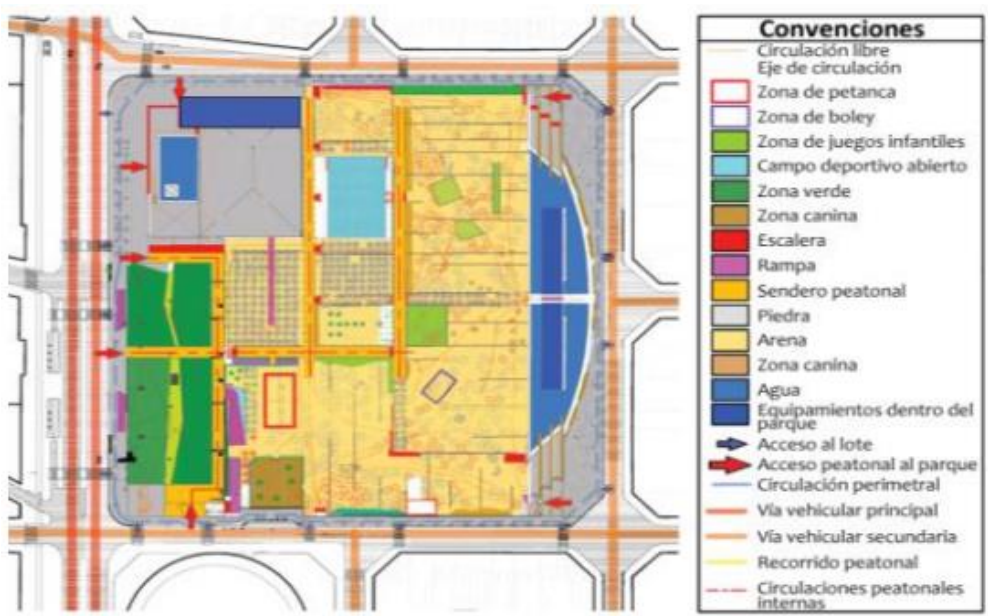 Convenciones
Circulación libre
Eje de circulación
Zona de petanca
Zona de boley
Zona de juegos infantiles
Campo deportivo abierto
Zona verde
Zona canina
Escalera
Rampa
Sendero peatonal
Piedra
Arena
Zona canina
Agua
Equipamientos dentro del
parque
Acceso al lote
Acceso peatonal al parque
Circulación perimetral
Vía vehicular principal
Vía vehicular secundaria
Recorrido peatonal
Circulaciones peatonales
internas